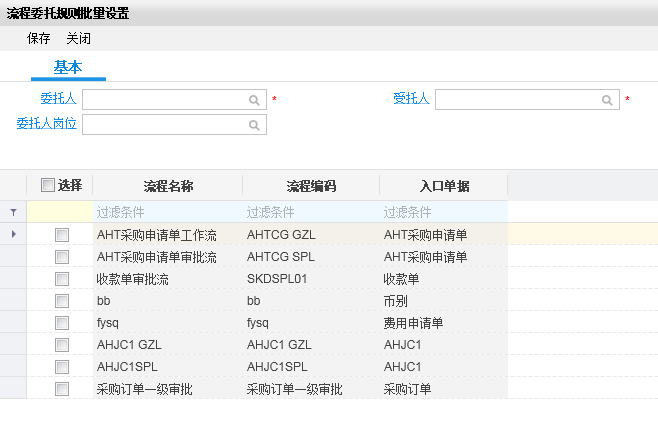 流程委托规则批量设置
保存 关闭
基本
委托人 * 受托人 *
委托人岗位
选择 流程名称 流程编码 入口单据
过滤条件 过滤条件 过滤条件
AHT采购申请单工作流 AHTCG GZL AHT采购申请单
AHT采购申请单审批流 AHTCG SPL AHT采购申请单
收款单审批流 SKDSPL01 收款单
bb bb 币别
fysq fysq 费用申请单
AHJC1 GZL AHJC1 GZL AHJC1
AHJC1SPL AHJC1SPL AHJC1
采购订单一级审批 采购订单一级审批 采购订单